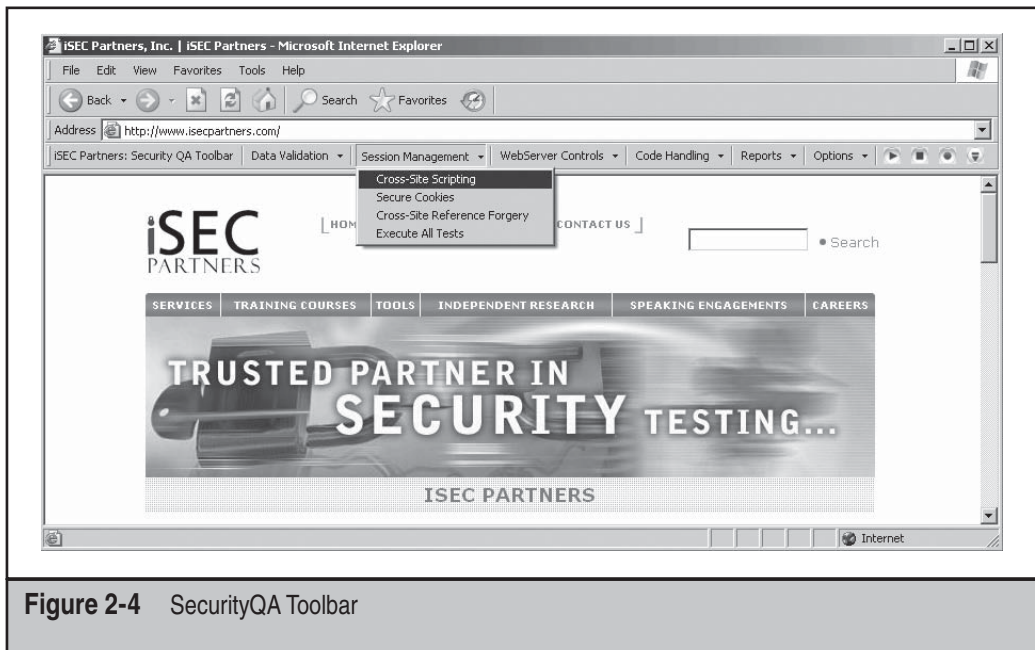 iSEC Partners, Inc. | iSEC Partners - Microsoft Internet Explorer
File Edit View Favorites Tools Help
Back Search Favorites
Address http://www.isecpartners.com/
iSEC Partners: Security QA Toolbar Data Validation Session Management WebServer Controls Code Handling Reports Options
Cross-Site Scripting
Secure Cookies
Cross-Site Reference Forgery
Execute All Tests
iSEC
PARTNERS
HOM
CONTACT US
Search
SERVICES TRAINING COURSES TOOLS INDEPENDENT RESEARCH SPEAKING ENGAGEMENTS CAREERS
TRUSTED PARTNER IN
SECURITY TESTING...
ISEC PARTNERS
Internet
Figure 2-4 SecurityQA Toolbar